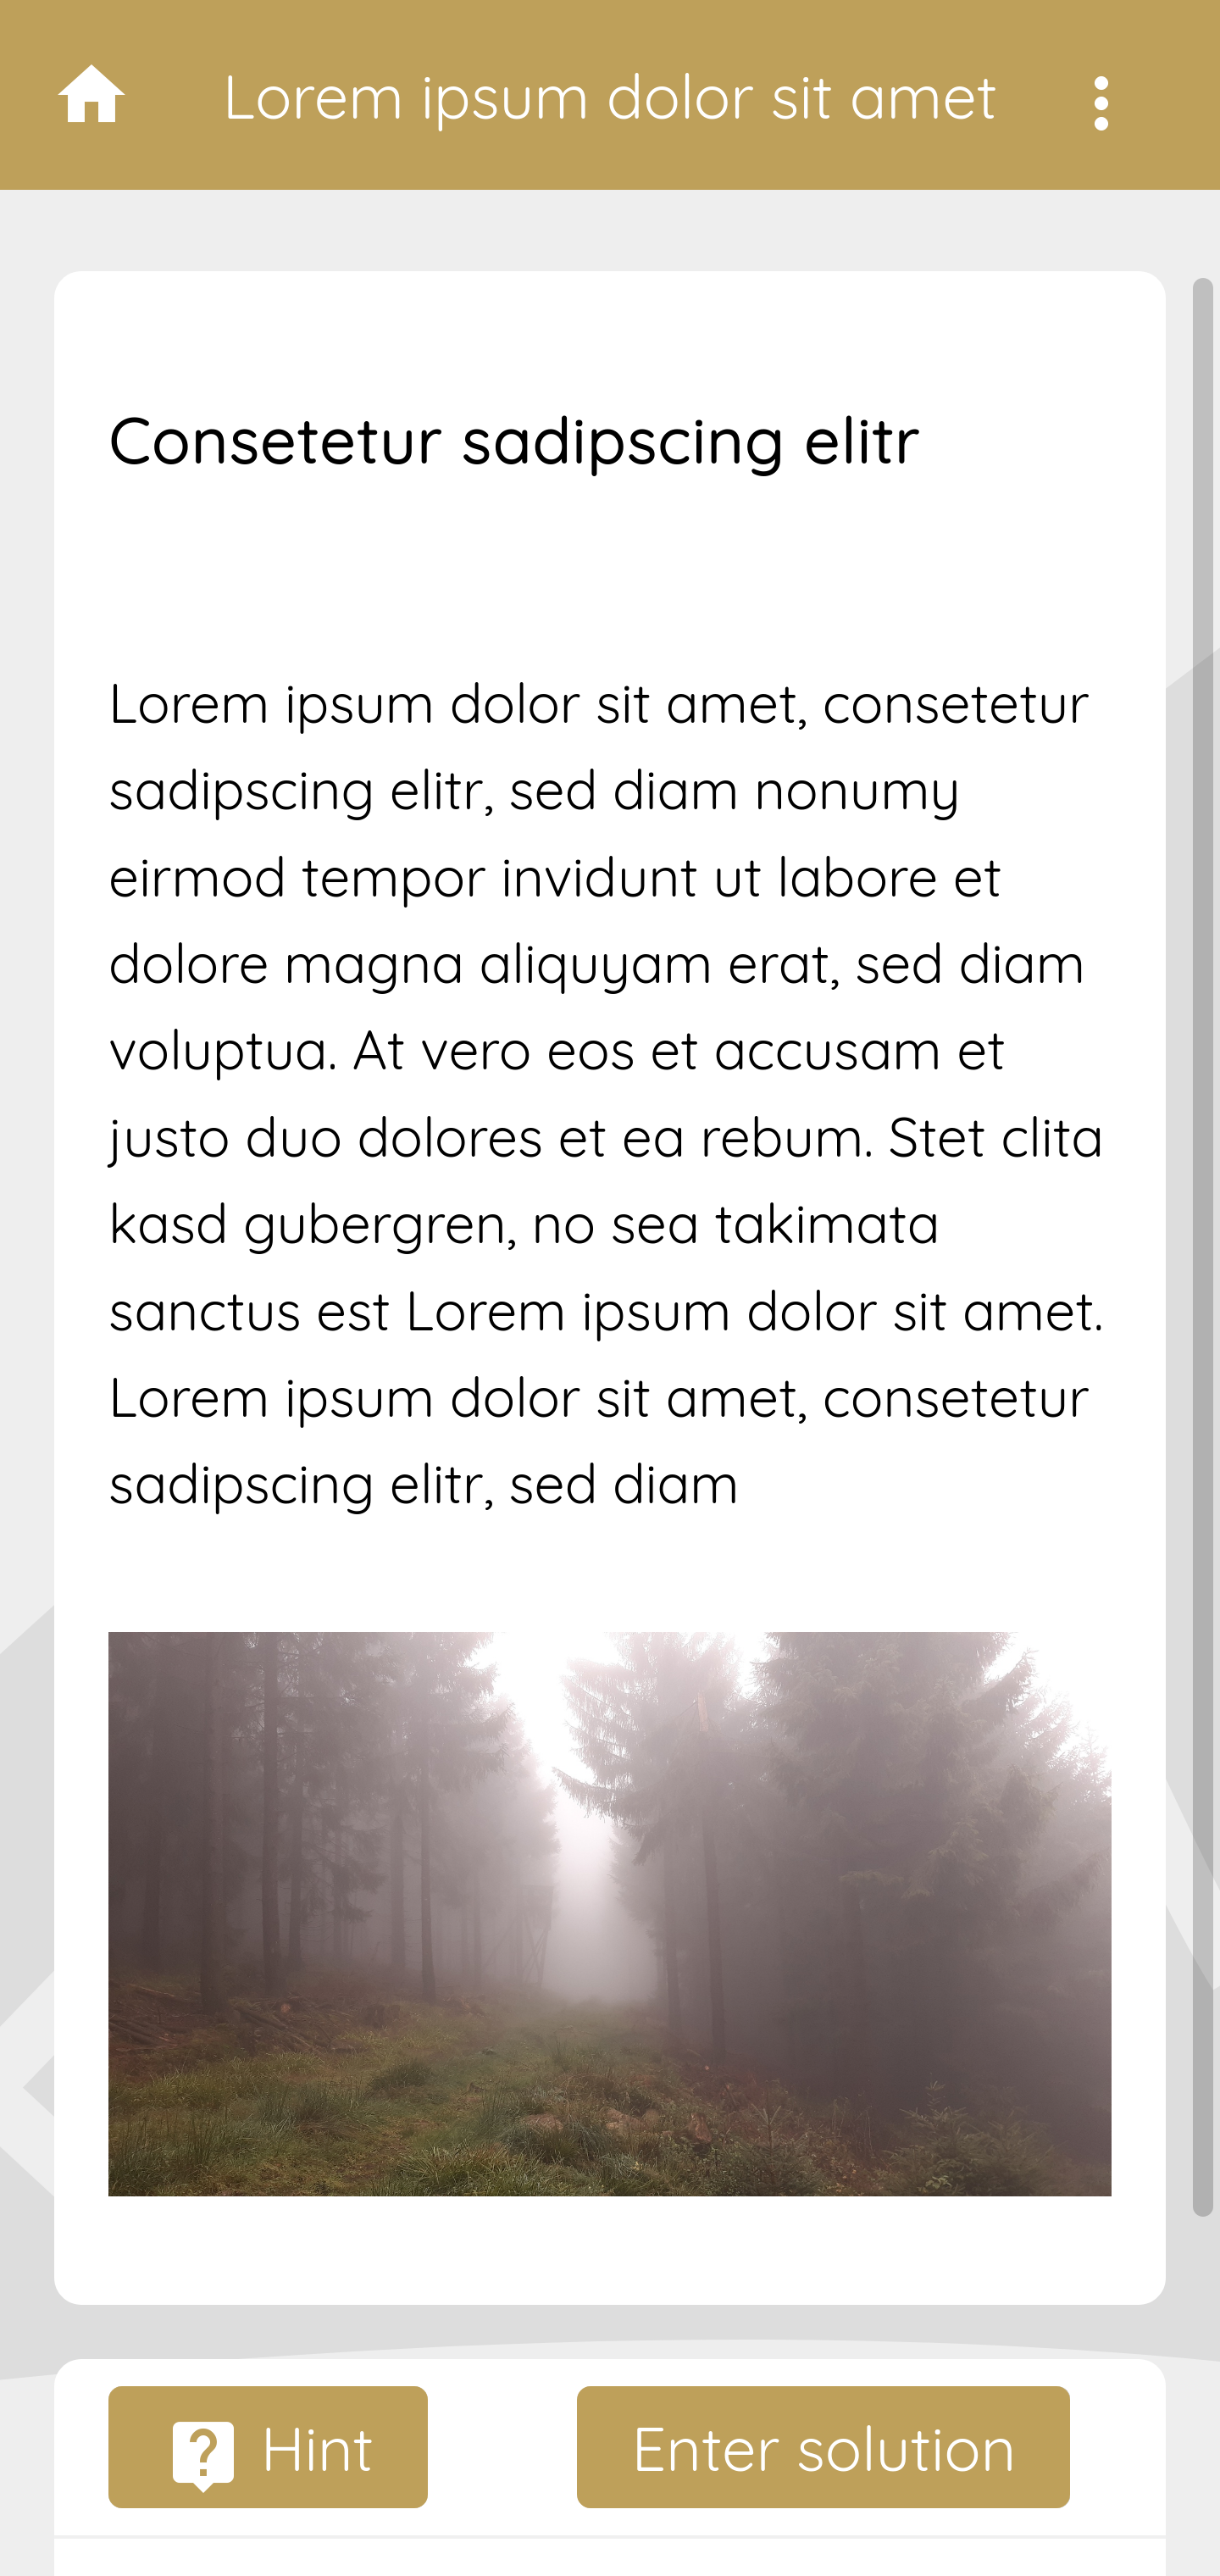 Lorem ipsum dolor sit amet
Consetetur sadipscing elitr
Lorem ipsum dolor sit amet, consetetur
sadipscing elitr, sed diam nonumy
eirmod tempor invidunt ut labore et
dolore magna aliquyam erat, sed diam
voluptua. At vero eos et accusam et
justo duo dolores et ea rebum. Stet clita
kasd gubergren, no sea takimata
sanctus est Lorem ipsum dolor sit amet.
Lorem ipsum dolor sit amet, consetetur
sadipscing elitr, sed diam
Hint
Enter solution